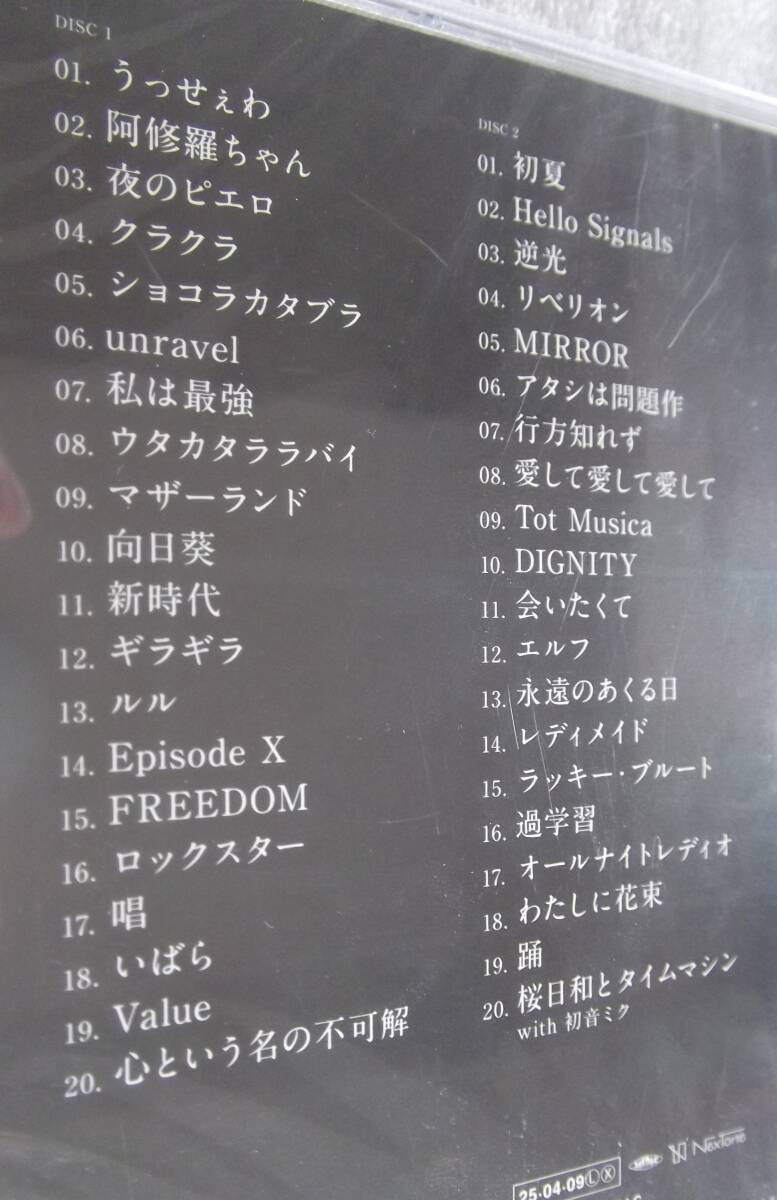 DISC 1
01. うっせぇわ
02. 阿修羅ちゃん
03. 夜のピエロ
04. クラクラ
05. ショコラカタブラ
06. unravel
07. 私は最強
08. ウタカタララバイ
09. マザーランド
10. 向日葵
11. 新時代
12. ギラギラ
13. ルル
14. Episode X
15. FREEDOM
16. ロックスター
17. 唱
18. いばら
19. Value
20. 心という名の不可解
DISC 2
01. 初夏
02. Hello Signals
03. 逆光
04. リベリオン
05. MIRROR
06. アタシは問題作
07. 行方知れず
08. 愛して愛して愛して
09. Tot Musica
10. DIGNITY
11. 会いたくて
12. エルフ
13. 永遠のあくる日
14. レディメイド
15. ラッキー・ブルート
16. 過学習
17. オールナイトレディオ
18. わたしに花束
19. 踊
20. 桜日和とタイムマシン
with 初音ミク
NexTone
25・04・09ⓁⓍ